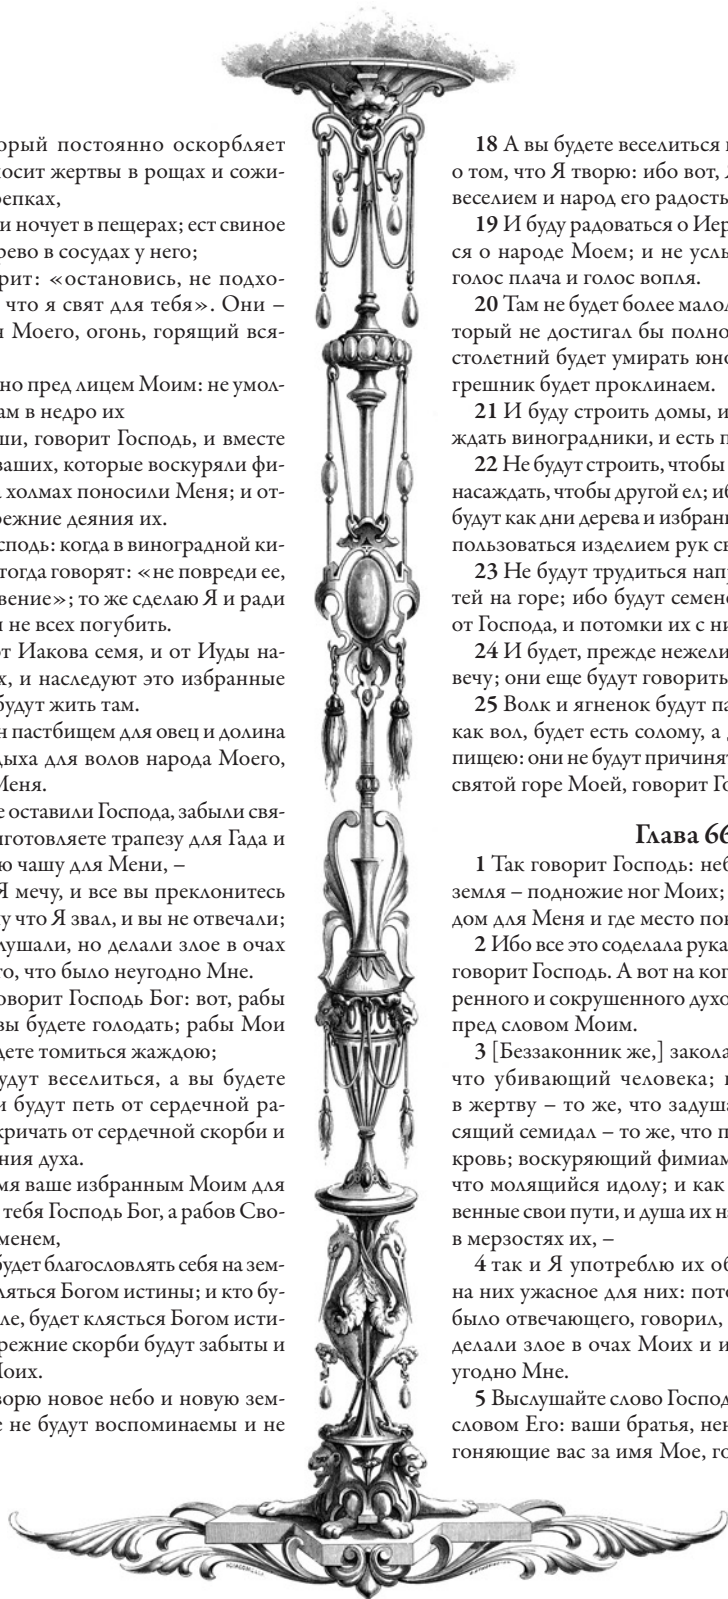 орый постоянно оскорбляет
осит жертвы в рощах и сожи-
епках,
и ночует в пещерах; ест свиное
рево в сосудах у него;
рит: «остановись, не подхо-
что я свят для тебя». Они –
Моего, огонь, горящий вся-
но пред лицем Моим: не умол-
ам в недро их
ши, говорит Господь, и вместе
ваших, которые воскуряли фи-
холмах поносили Меня; и от-
режние деяния их.
сподь: когда в виноградной ки-
тогда говорят: «не повреди ее,
вение»; то же сделаю Я и ради
не всех погубить.
т Иакова семя, и от Иуды на-
х, и наследуют это избранные
будут жить там.
н пастбищем для овец и долина
дыха для волов народа Моего,
Меня.
е оставили Господа, забыли свя-
иготовляете трапезу для Гада и
ю чашу для Мени, –
Я мечу, и все вы преклонитесь
у что Я звал, и вы не отвечали;
лушали, но делали злое в очах
го, что было неугодно Мне.
оворит Господь Бог: вот, рабы
вы будете голодать; рабы Мои
дете томиться жаждою;
удут веселиться, а вы будете
и будут петь от сердечной ра-
кричать от сердечной скорби и
ния духа.
мя ваше избранным Моим для
тебя Господь Бог, а рабов Сво-
менем,
будет благословлять себя на зем-
ляться Богом истины; и кто бу-
ле, будет клясться Богом исти-
режние скорби будут забыты и
Моих.
ворю новое небо и новую зем-
е не будут воспоминаемы и не
18 А вы будете веселиться
о том, что Я творю: ибо вот,
веселием и народ его радость
19 И буду радоваться о Иер
ся о народе Моем; и не усл
голос плача и голос вопля.
20 Там не будет более мало
торый не достигал бы полно
столетний будет умирать юно
грешник будет проклинаем.
21 И буду строить домы, и
ждать виноградники, и есть п
22 Не будут строить, чтобы
насаждать, чтобы другой ел; и
будут как дни дерева и избран
пользоваться изделием рук с
23 Не будут трудиться нап
тей на горе; ибо будут семен
от Господа, и потомки их с н
24 И будет, прежде нежели
вечу; они еще будут говорить
25 Волк и ягненок будут па
как вол, будет есть солому, а
пищею: они не будут причинят
святой горе Моей, говорит Го
Глава 66
1 Так говорит Господь: неб
земля – подножие ног Моих;
дом для Меня и где место по
2 Ибо все это соделала рука
говорит Господь. А вот на ког
ренного и сокрушенного духо
пред словом Моим.
3 [Беззаконник же,] закола
что убивающий человека;
в жертву – то же, что задуша
сящий семидал – то же, что п
кровь; воскуряющий фимиам
что молящийся идолу; и как
венные свои пути, и душа их н
в мерзостях их, –
4 так и Я употреблю их об
на них ужасное для них: пот
было отвечающего, говорил,
делали злое в очах Моих и и
угодно Мне.
5 Выслушайте слово Господ
словом Его: ваши братья, нен
гоняющие вас за имя Мое, го